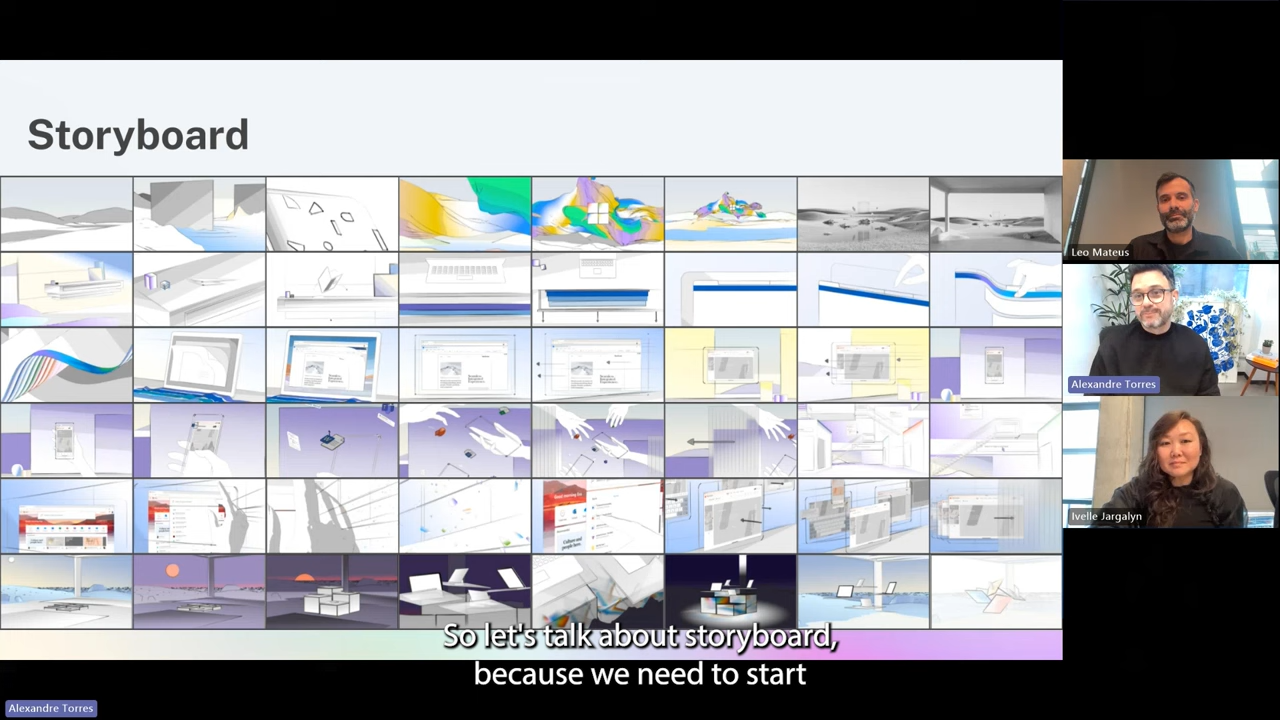 Storyboard
Leo Mateus
Alexandre Torres
Ivelle Jargalyn
So let's talk about storyboard,
because we need to start
Alexandre Torres